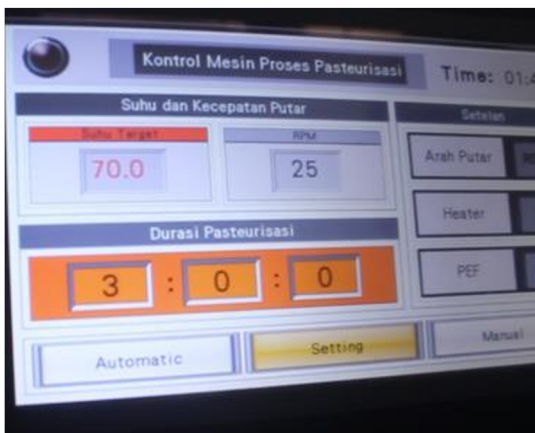 Kontrol Mesin Proses Pasteurisasi
Time: 01:4
Suhu dan Kecepatan Putar
Suhu Target
RPM
70.0
25
Durasi Pasteurisasi
3 : 0 : 0
Setelan
Arah Putar
Heater
PEF
Automatic
Setting
Manual